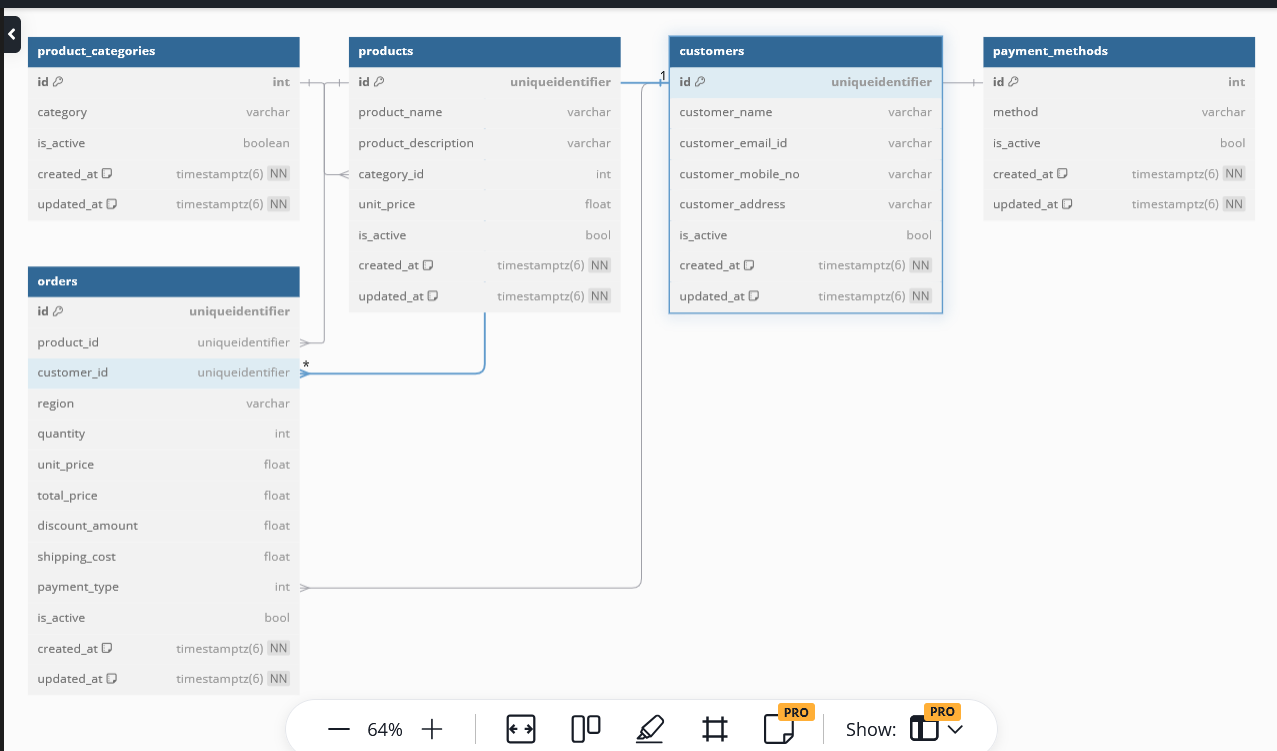 product_categories
id int
category varchar
is_active boolean
created_at timestamptz(6) NN
updated_at timestamptz(6) NN
products
id uniqueidentifier
product_name varchar
product_description varchar
category_id int
unit_price float
is_active bool
created_at timestamptz(6) NN
updated_at timestamptz(6) NN
1
customers
id uniqueidentifier
customer_name varchar
customer_email_id varchar
customer_mobile_no varchar
customer_address varchar
is_active bool
created_at timestamptz(6) NN
updated_at timestamptz(6) NN
payment_methods
id int
method varchar
is_active bool
created_at timestamptz(6) NN
updated_at timestamptz(6) NN
orders
id uniqueidentifier
product_id uniqueidentifier
customer_id uniqueidentifier *
region varchar
quantity int
unit_price float
total_price float
discount_amount float
shipping_cost float
payment_type int
is_active bool
created_at timestamptz(6) NN
updated_at timestamptz(6) NN
64%
PRO
Show:
PRO